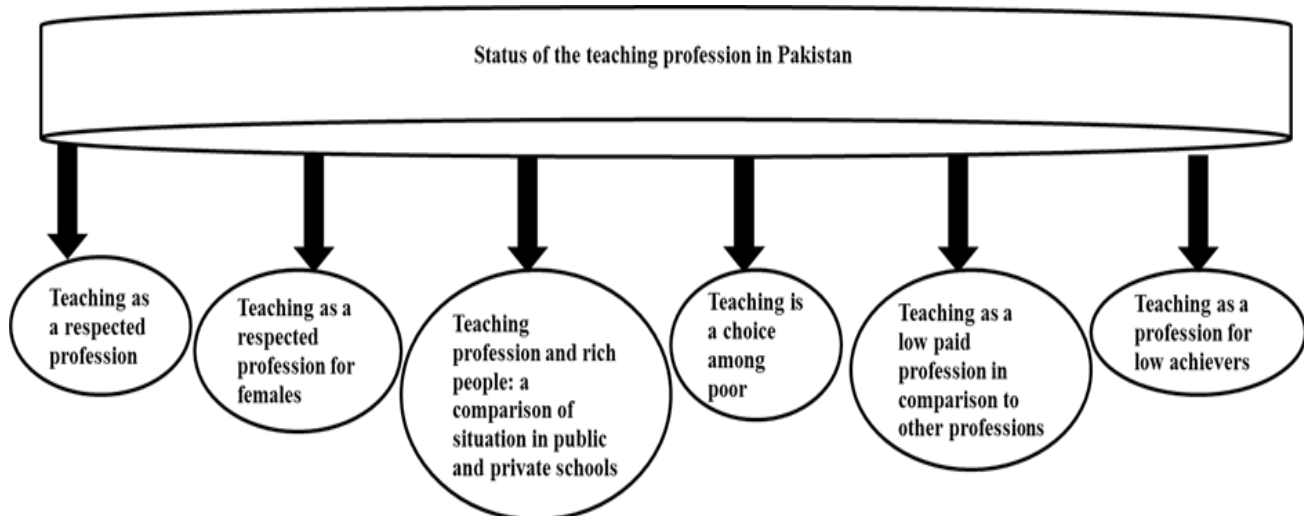 Status of the teaching profession in Pakistan
Teaching as
a respected
profession
Teaching as a
respected
profession for
females
Teaching
profession and rich
people: a
comparison of
situation in public
and private schools
Teaching is
a choice
among
poor
Teaching as a
low paid
profession in
comparison to
other professions
Teaching as a
profession for
low achievers